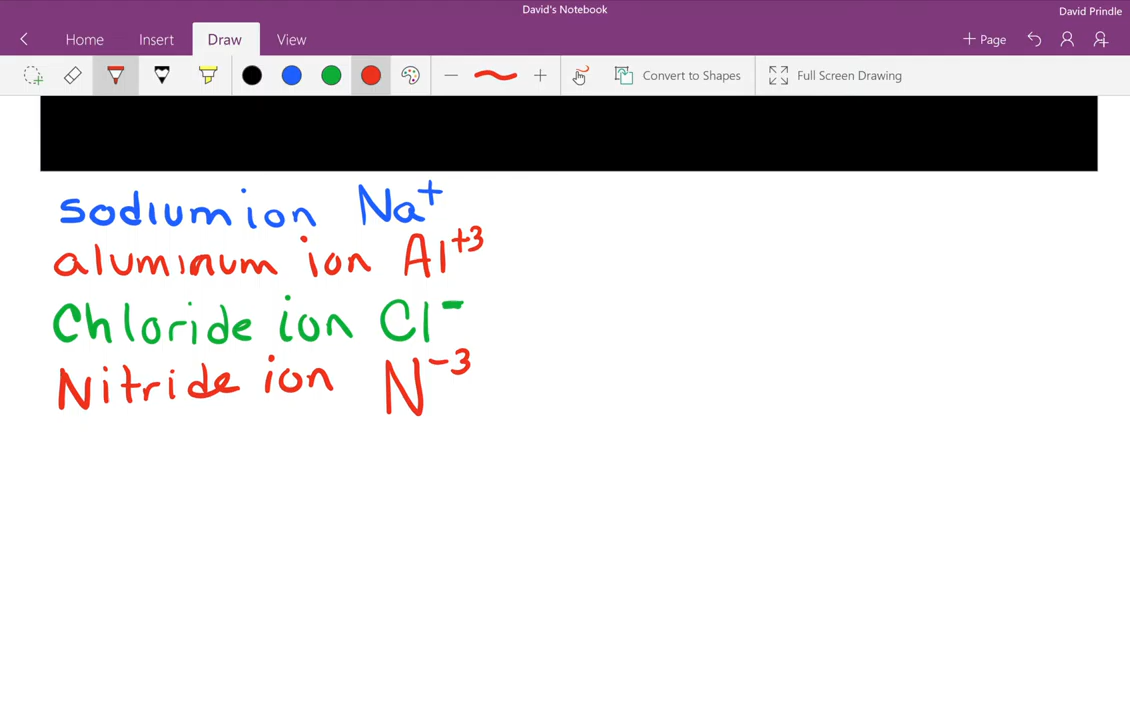 David's Notebook
David Prindle
Home Insert Draw View + Page
Convert to Shapes Full Screen Drawing
sodium ion Na⁺
aluminum ion Al⁺³
Chloride ion Cl⁻
Nitride ion N⁻³